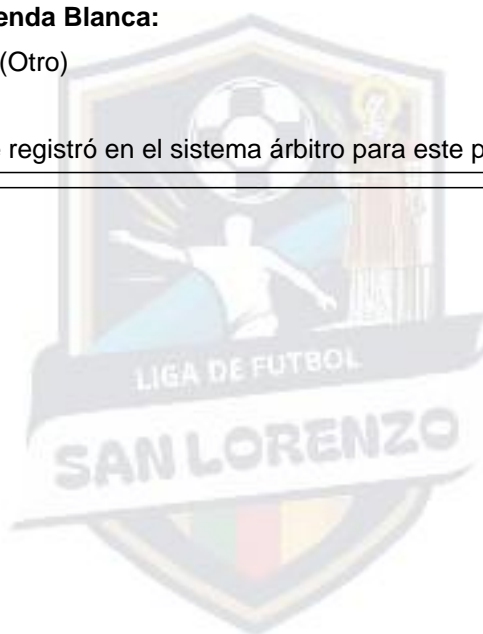 enda Blanca:
(Otro)
registró en el sistema árbitro para este p
LIGA DE FUTBOL
SAN LORENZO